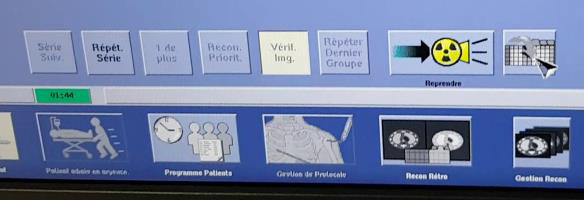 Série
Suiv.
Répét.
Série
1 de
plus
Recon.
Priorit.
Vérif.
Img.
Répéter
Dernier
Groupe
Reprendre
01:44
Patient admis en urgence
Programme Patients
Gestion de Protocole
Recon Rétro
Gestion Recon